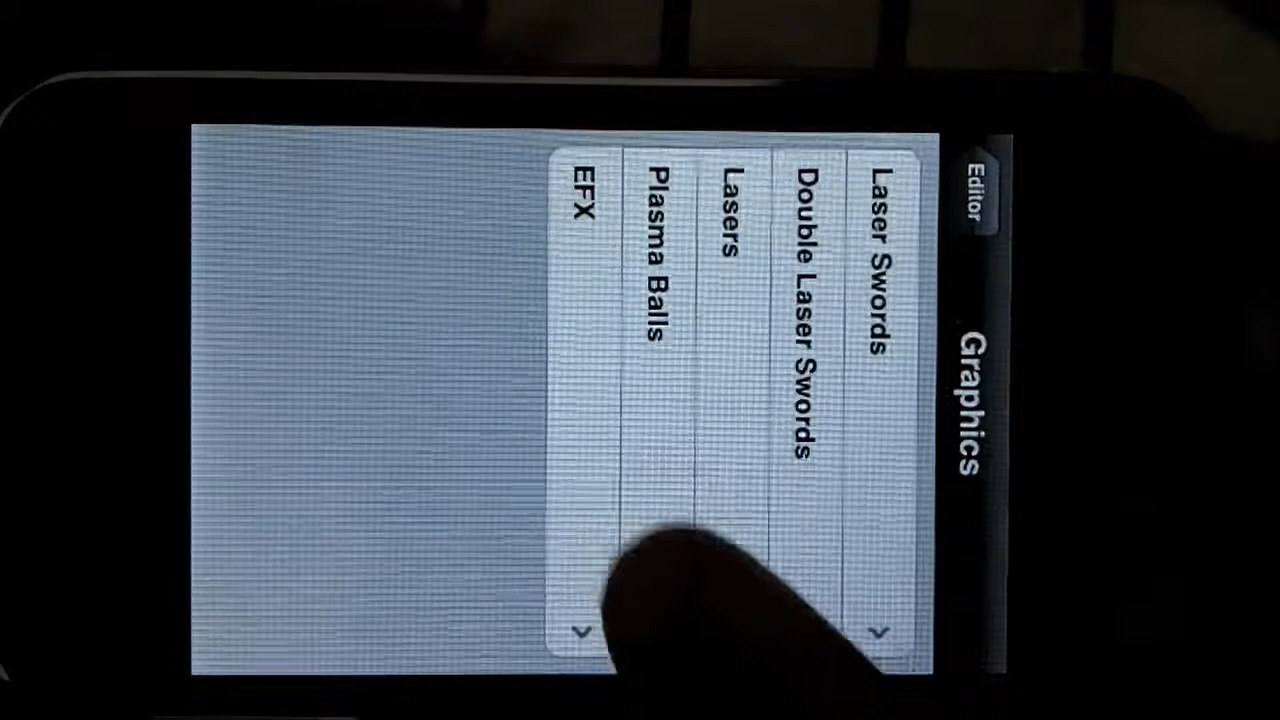 Editor
Graphics
Laser Swords
Double Laser Swords
Lasers
Plasma Balls
EFX